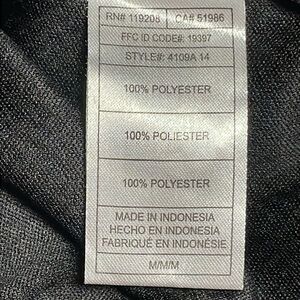 RN# 119208 CA# 51986
FFC ID CODE#: 19397
STYLE#: 4109A 14
100% POLYESTER
100% POLIESTER
100% POLYESTER
MADE IN INDONESIA
HECHO EN INDONESIA
FABRIQUÉ EN INDONÉSIE
M/M/M